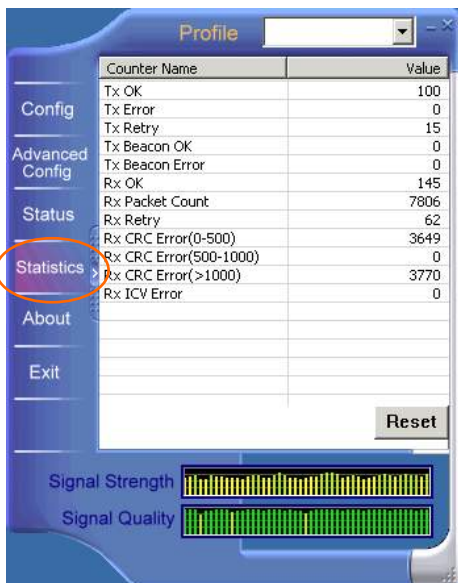 Profile
Counter Name Value
Tx OK 100
Tx Error 0
Tx Retry 15
Tx Beacon OK 0
Tx Beacon Error 0
Rx OK 145
Rx Packet Count 7806
Rx Retry 62
Rx CRC Error(0-500) 3649
Rx CRC Error(500-1000) 0
Rx CRC Error(>1000) 3770
Rx ICV Error 0
Config
Advanced
Config
Status
Statistics
About
Exit
Reset
Signal Strength
Signal Quality